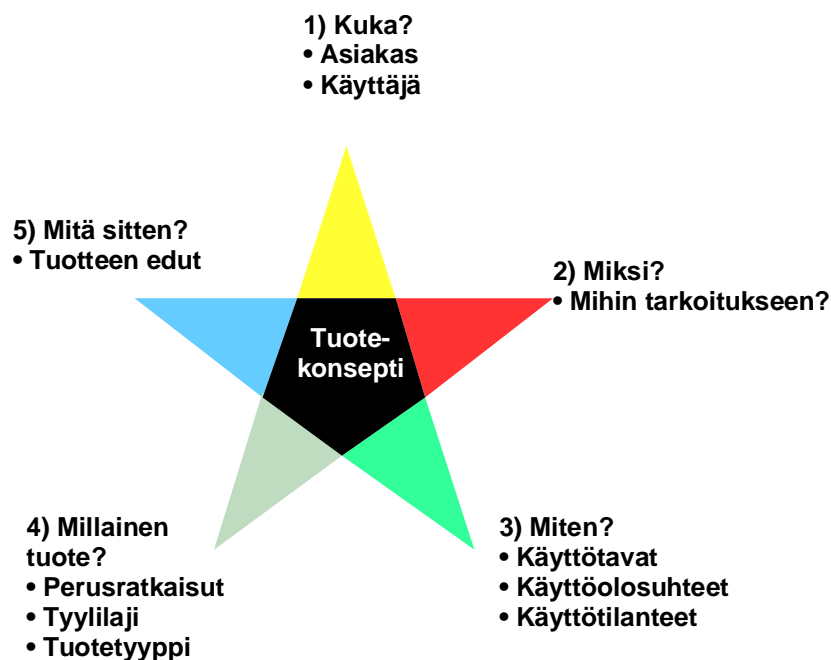 1) Kuka?
• Asiakas
• Käyttäjä
5) Mitä sitten?
• Tuotteen edut
2) Miksi?
• Mihin tarkoitukseen?
Tuote-
konsepti
4) Millainen
tuote?
• Perusratkaisut
• Tyylilaji
• Tuotetyyppi
3) Miten?
• Käyttötavat
• Käyttöolosuhteet
• Käyttötilanteet